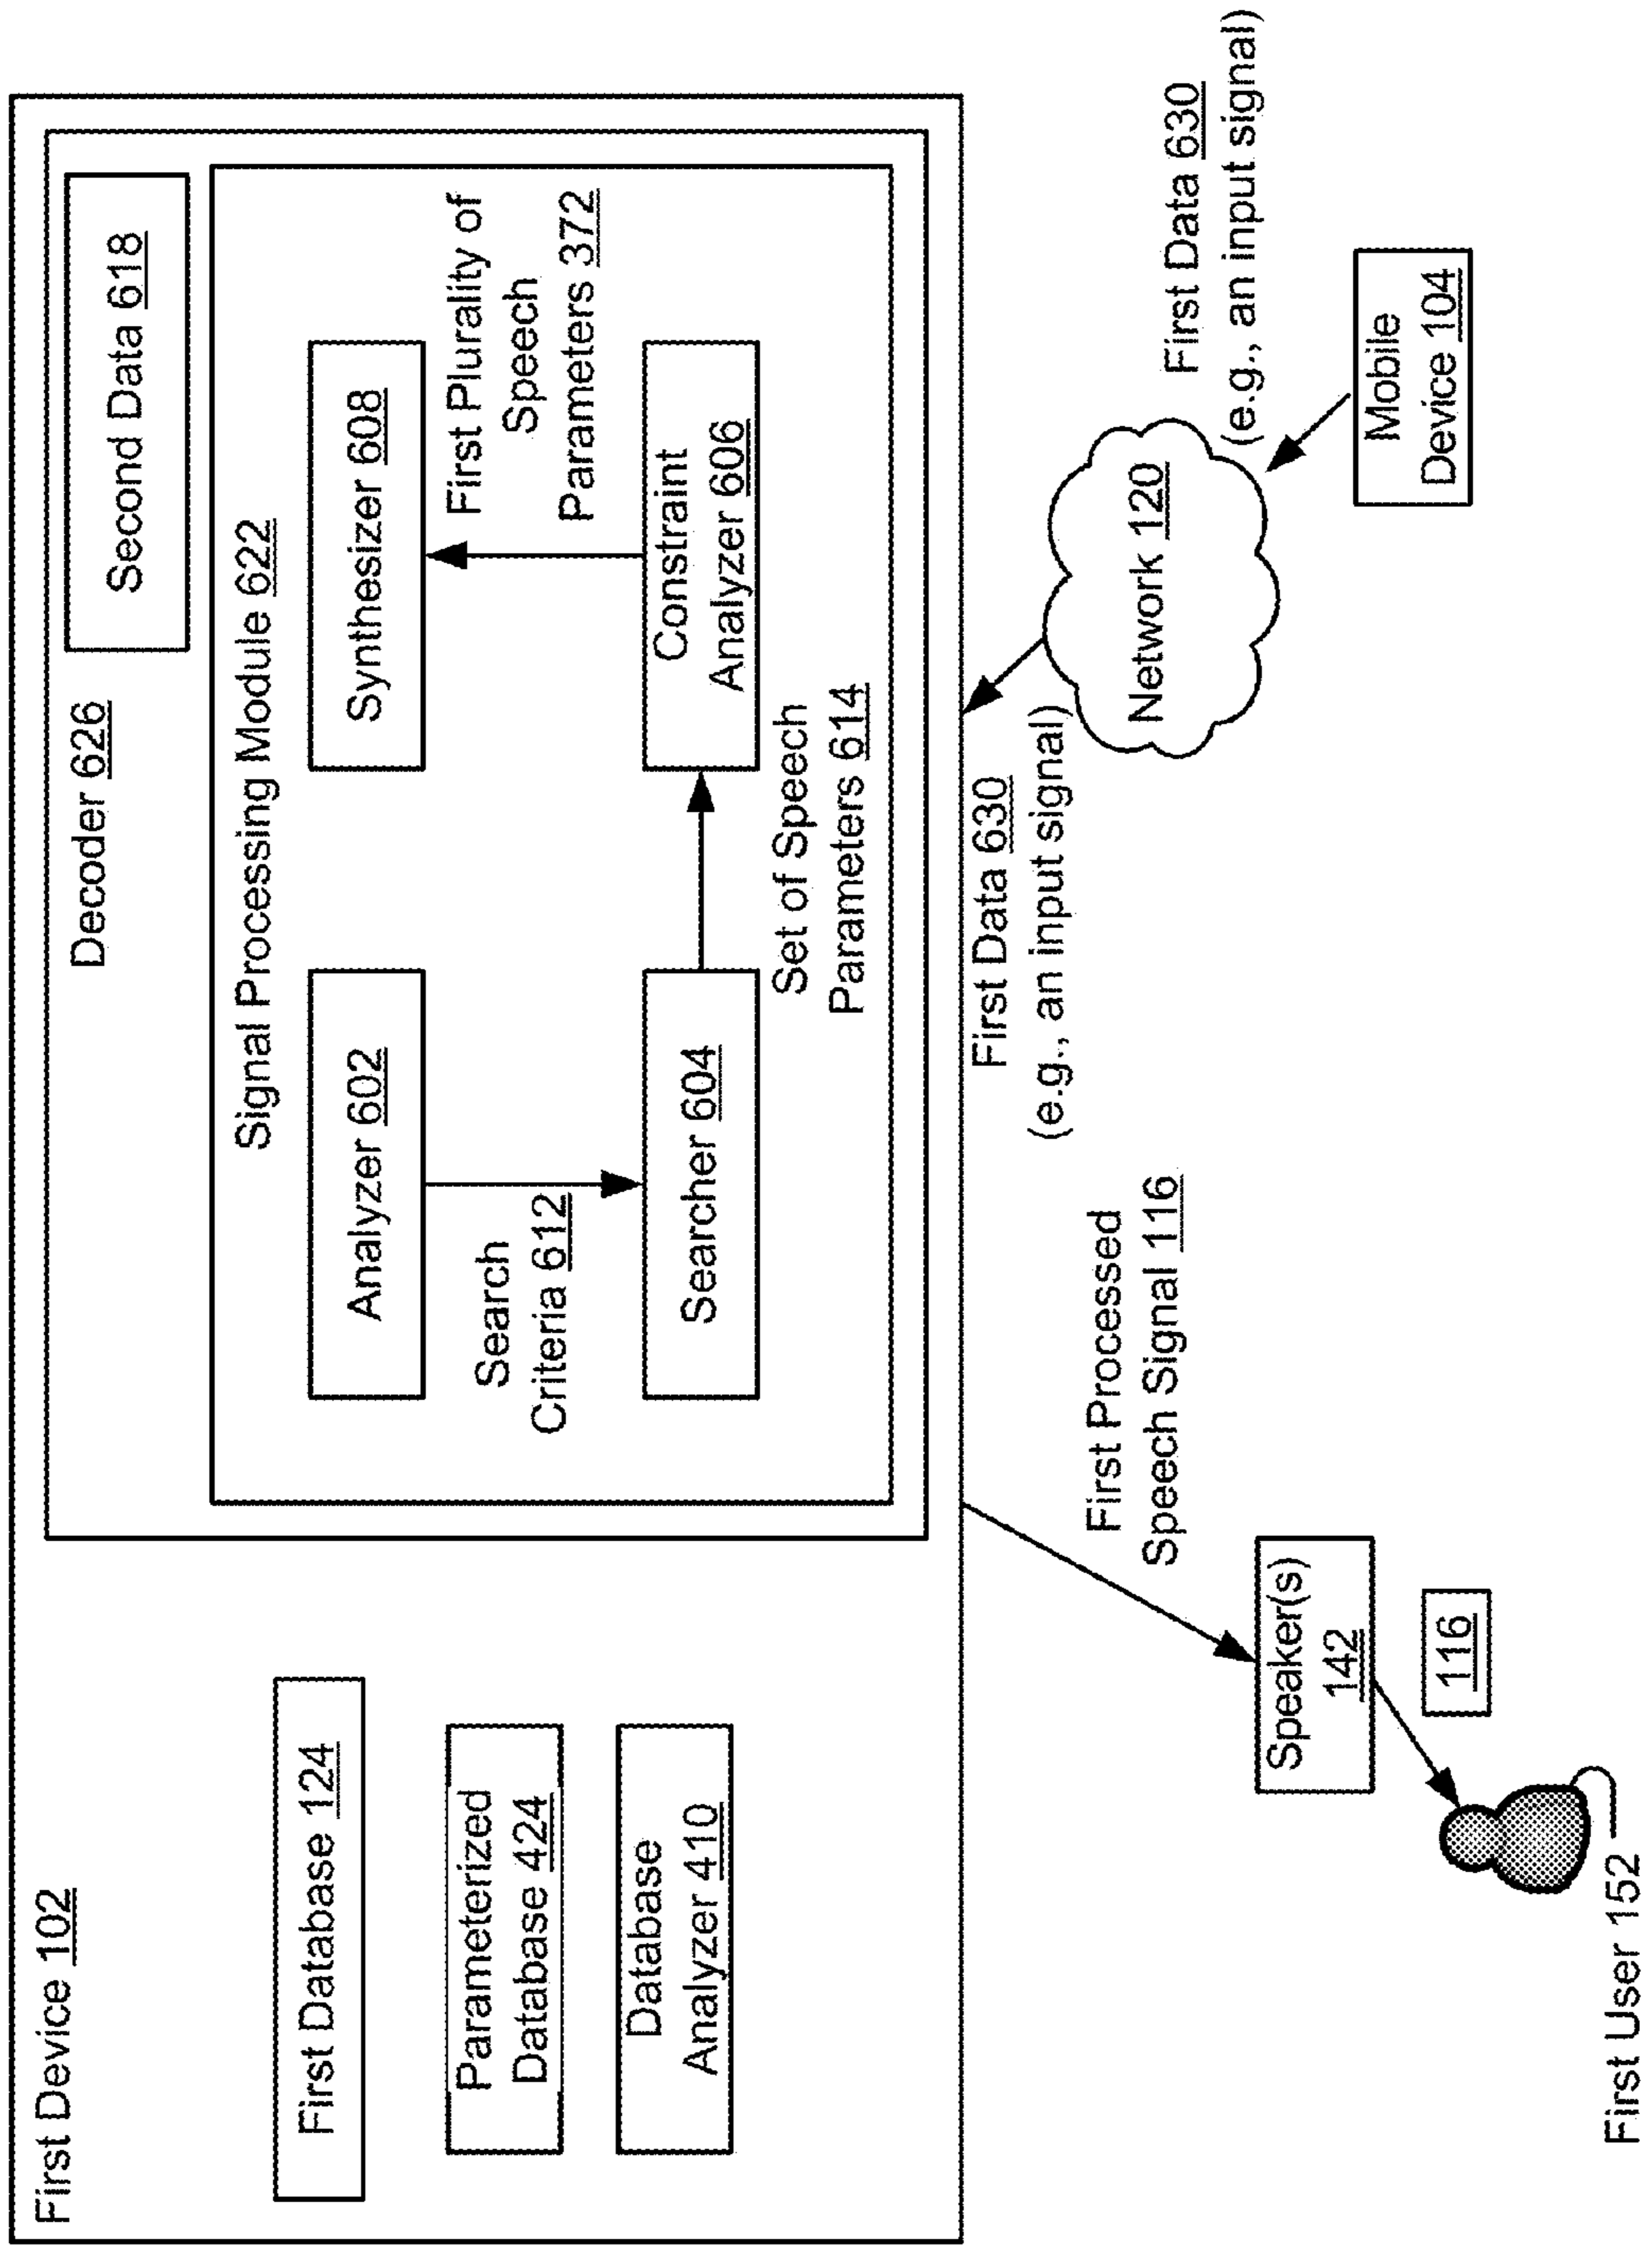 First Device 102
First Database 124
Parameterized
Database 424
Database
Analyzer 410
Decoder 626
Second Data 618
Signal Processing Module 622
Analyzer 602
Search
Criteria 612
Searcher 604
Set of Speech
Parameters 614
Constraint
Analyzer 606
First Plurality of
Speech
Parameters 372
Synthesizer 608
First Processed
Speech Signal 116
First Data 630
(e.g., an input signal)
Network 120
First Data 630
(e.g., an input signal)
Mobile
Device 104
Speaker(s)
142
116
First User 152